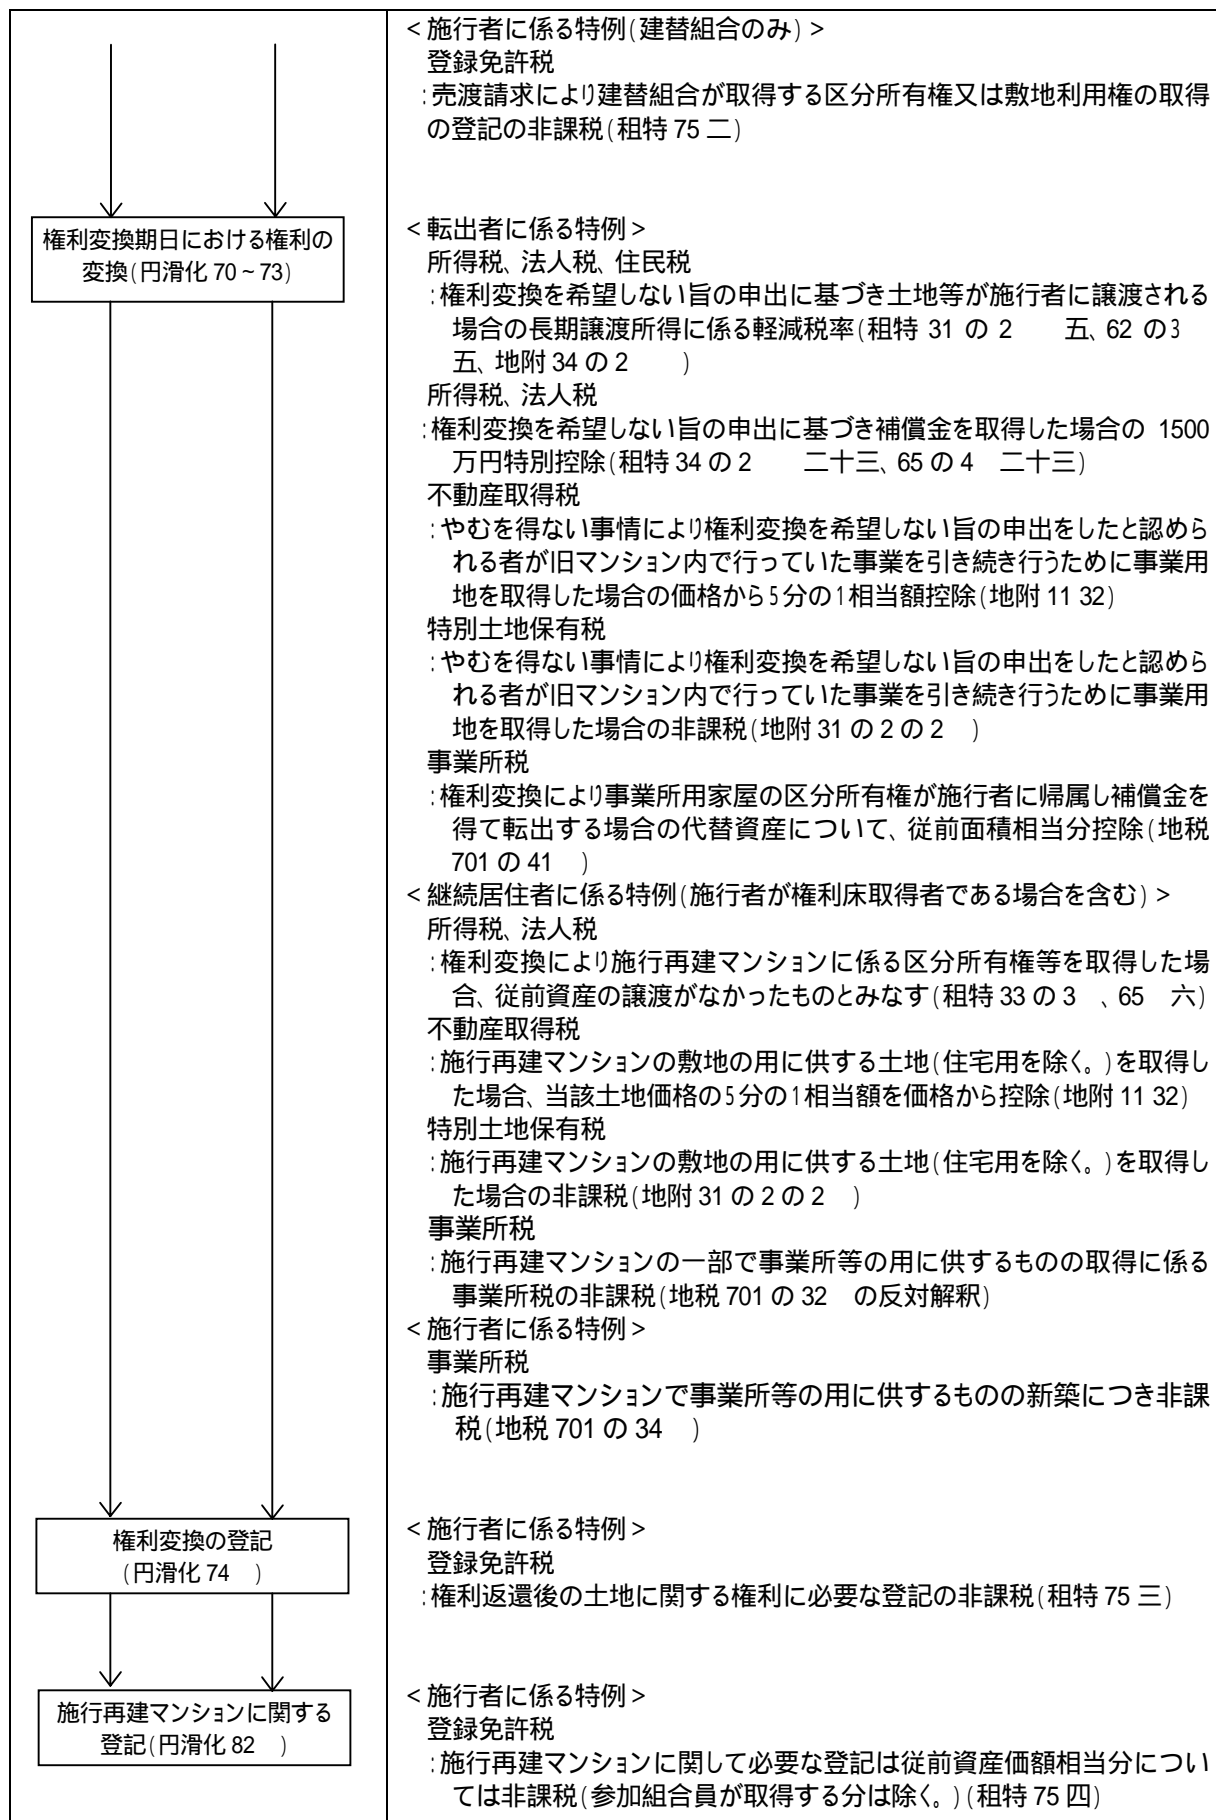 ＜施行者に係る特例(建替組合のみ)＞
登録免許税
:売渡請求により建替組合が取得する区分所有権又は敷地利用権の取得
の登記の非課税(租特 75 二)
権利変換期日における権利の
変換(円滑化 70～73)
＜転出者に係る特例＞
所得税、法人税、住民税
:権利変換を希望しない旨の申出に基づき土地等が施行者に譲渡される
場合の長期譲渡所得に係る軽減税率(租特 31 の 2　　五、62 の3
五、地附 34 の 2　　)
所得税、法人税
:権利変換を希望しない旨の申出に基づき補償金を取得した場合の 1500
万円特別控除(租特 34 の 2　　二十三、65 の 4　二十三)
不動産取得税
:やむを得ない事情により権利変換を希望しない旨の申出をしたと認めら
れる者が旧マンション内で行っていた事業を引き続き行うために事業用
地を取得した場合の価格から5分の1相当額控除(地附 11 32)
特別土地保有税
:やむを得ない事情により権利変換を希望しない旨の申出をしたと認めら
れる者が旧マンション内で行っていた事業を引き続き行うために事業用
地を取得した場合の非課税(地附 31 の 2 の 2　)
事業所税
:権利変換により事業所用家屋の区分所有権が施行者に帰属し補償金を
得て転出する場合の代替資産について、従前面積相当分控除(地税
701 の 41　)
＜継続居住者に係る特例(施行者が権利床取得者である場合を含む)＞
所得税、法人税
:権利変換により施行再建マンションに係る区分所有権等を取得した場
合、従前資産の譲渡がなかったものとみなす(租特 33 の 3　、65　六)
不動産取得税
:施行再建マンションの敷地の用に供する土地(住宅用を除く。)を取得し
た場合、当該土地価格の5分の1相当額を価格から控除(地附 11 32)
特別土地保有税
:施行再建マンションの敷地の用に供する土地(住宅用を除く。)を取得し
た場合の非課税(地附 31 の 2 の 2　)
事業所税
:施行再建マンションの一部で事業所等の用に供するものの取得に係る
事業所税の非課税(地税 701 の 32　の反対解釈)
＜施行者に係る特例＞
事業所税
:施行再建マンションで事業所等の用に供するものの新築につき非課
税(地税 701 の 34　)
権利変換の登記
(円滑化 74　)
＜施行者に係る特例＞
登録免許税
:権利返還後の土地に関する権利に必要な登記の非課税(租特 75 三)
施行再建マンションに関する
登記(円滑化 82　)
＜施行者に係る特例＞
登録免許税
:施行再建マンションに関して必要な登記は従前資産価額相当分につい
ては非課税(参加組合員が取得する分は除く。)(租特 75 四)